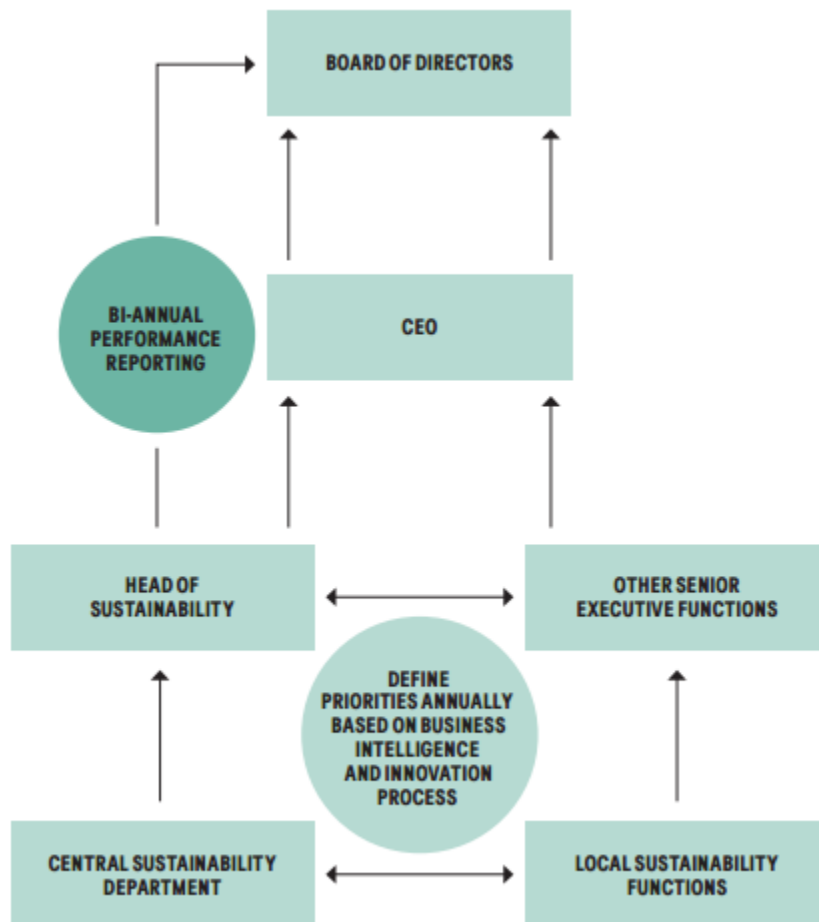 BOARD OF DIRECTORS
BI-ANNUAL
PERFORMANCE
REPORTING
CEO
HEAD OF
SUSTAINABILITY
OTHER SENIOR
EXECUTIVE FUNCTIONS
DEFINE
PRIORITIES ANNUALLY
BASED ON BUSINESS
INTELLIGENCE
AND INNOVATION
PROCESS
CENTRAL SUSTAINABILITY
DEPARTMENT
LOCAL SUSTAINABILITY
FUNCTIONS